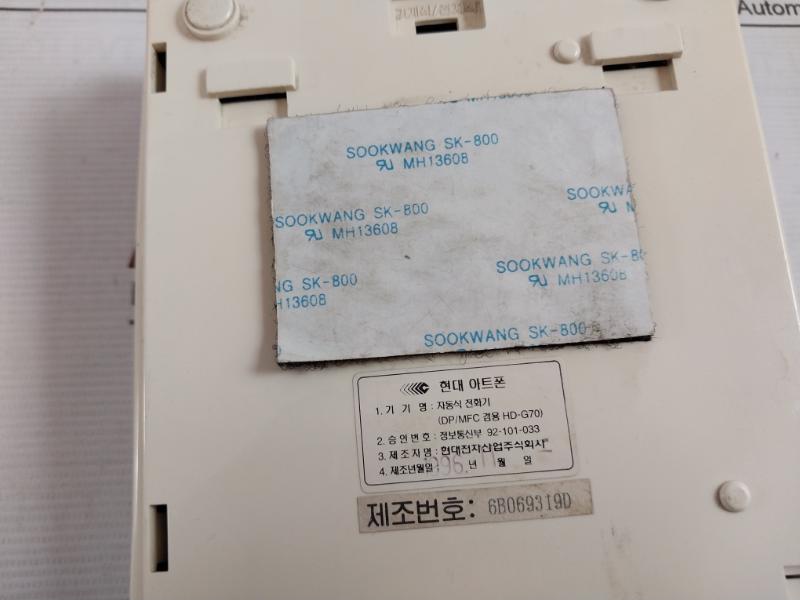 Autom
SOOKWANG SK-800
MH13608
SOOKWANG SK-800
MH13608
SOOKWA
M
NG SK-800
H13608
SOOKWANG SK-80
MH13608
SOOKWANG SK-800
현대 아트폰
1. 기 기 명 : 자동식 전화기
(DP/MFC 겸용 HD-G70)
2. 승인번호 : 정보통신부 92-101-033
3. 제조자명 : 현대전자산업주식회사
4. 제조년월일 : 년 월 일
제조번호: 6B069319D